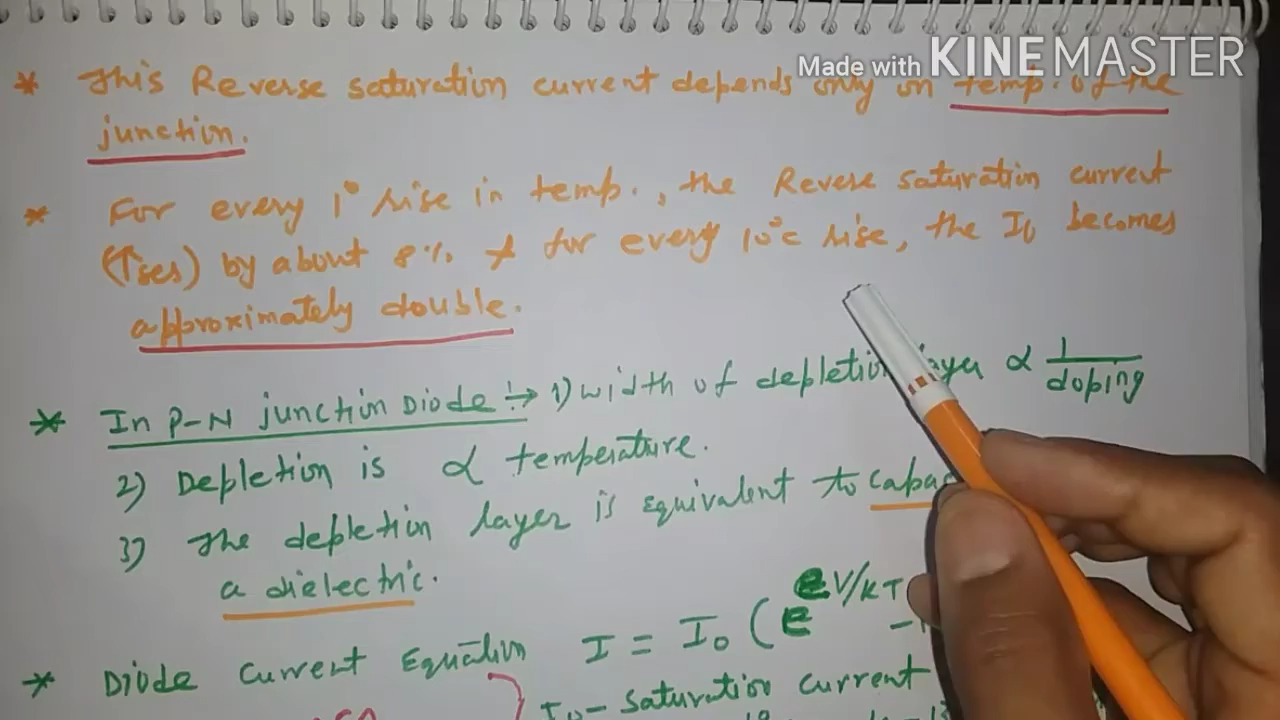 Made with KINEMASTER
* This Reverse saturation current depends only on temp. of the
junction.
* For every 1° rise in temp., the Reverse saturation current
(↑ses) by about 8% & for every 10°c rise, the I0 becomes
approximately double.
* In P-N junction Diode :→ 1) width of depletion layer ∝ 1/doping
2) Depletion is ∝ temperature.
3) The depletion layer is equivalent to
a dielectric.
* Diode Current Equation I = I0 (e^eV/KT -1
I0 - saturation current